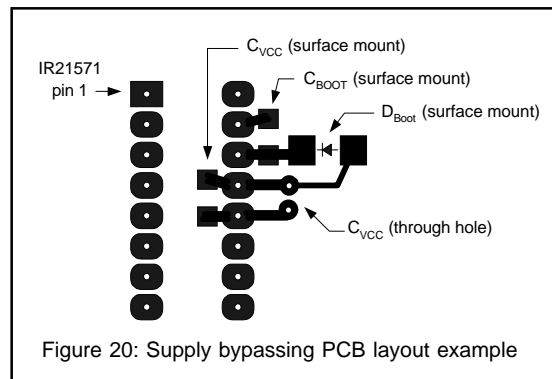 C_VCC (surface mount)
IR21571
pin 1
C_BOOT (surface mount)
D_Boot (surface mount)
C_VCC (through hole)
Figure 20: Supply bypassing PCB layout example